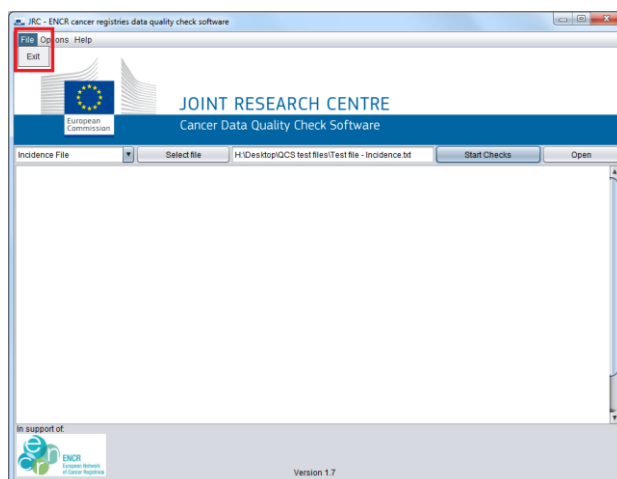 JRC - ENCR cancer registries data quality check software
File Options Help
Exit
European
Commission
JOINT RESEARCH CENTRE
Cancer Data Quality Check Software
Incidence File
Select file
H:\Desktop\QCS test files\Test file - Incidence.txt
Start Checks
Open
In support of:
ENCR
European Network
of Cancer Registries
Version 1.7